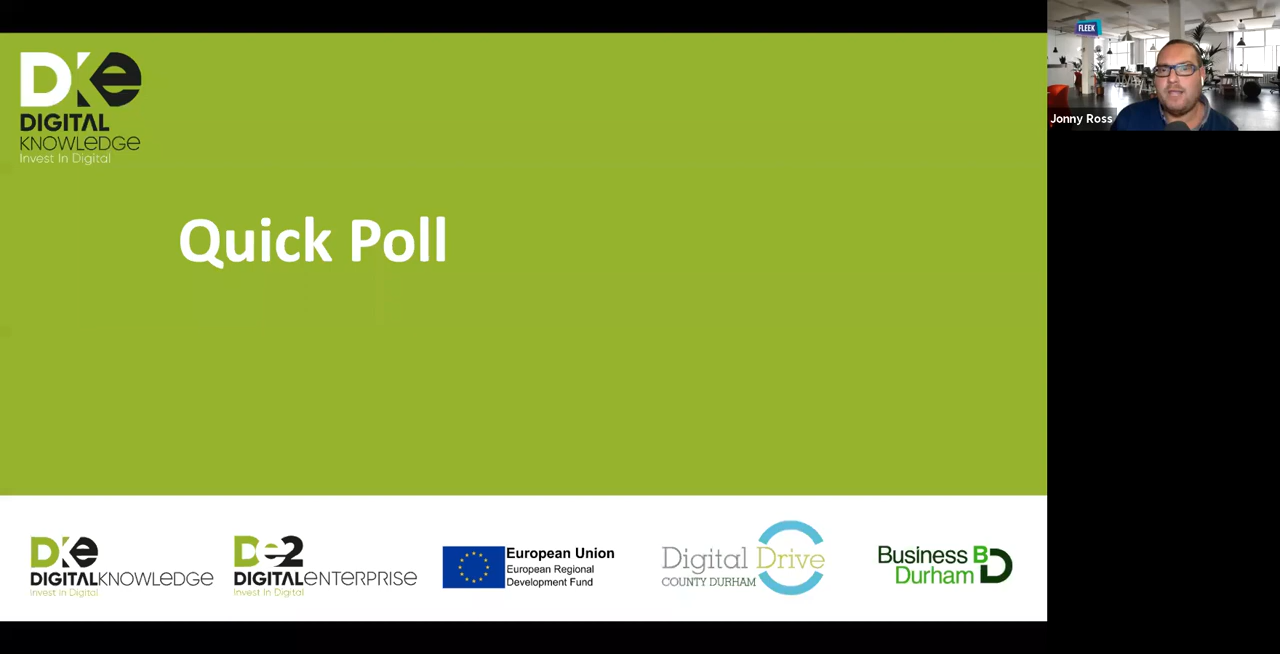 DKe
DIGITAL
KNOWLEDGE
Invest In Digital
FLEEK
Jonny Ross
Quick Poll
DKe
DIGITALKNOWLEDGE
Invest In Digital
De2
DIGITALeNTeRPRISe
Invest In Digital
European Union
European Regional
Development Fund
Digital Drive
COUNTY DURHAM
Business BD
Durham